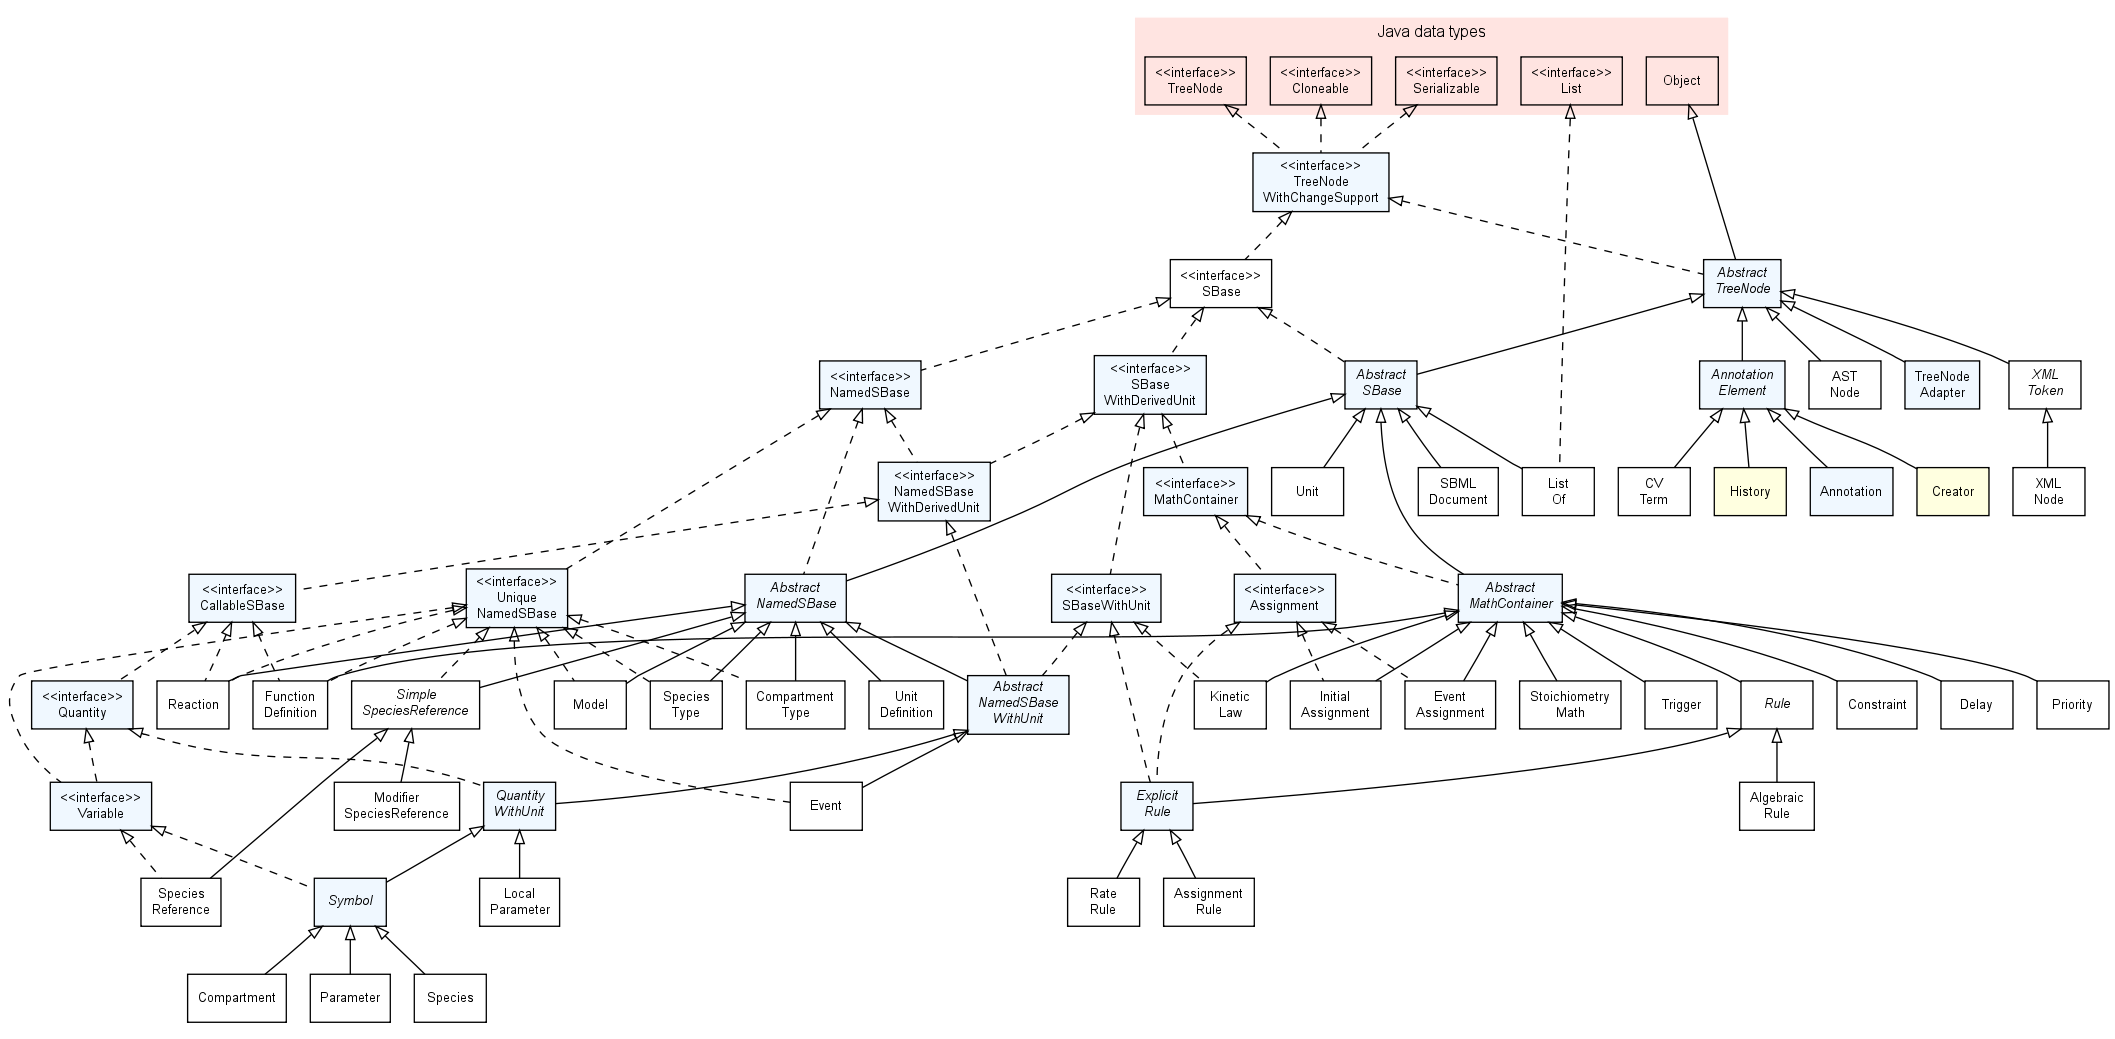 Java data types
<<interface>>
TreeNode
<<interface>>
Cloneable
<<interface>>
Serializable
<<interface>>
List
Object
<<interface>>
TreeNode
WithChangeSupport
<<interface>>
SBase
Abstract
TreeNode
<<interface>>
NamedSBase
<<interface>>
SBase
WithDerivedUnit
Abstract
SBase
Annotation
Element
AST
Node
TreeNode
Adapter
XML
Token
<<interface>>
NamedSBase
WithDerivedUnit
<<interface>>
MathContainer
Unit
SBML
Document
List
Of
CV
Term
History
Annotation
Creator
XML
Node
<<interface>>
CallableSBase
<<interface>>
Unique
NamedSBase
Abstract
NamedSBase
<<interface>>
SBaseWithUnit
<<interface>>
Assignment
Abstract
MathContainer
<<interface>>
Quantity
Reaction
Function
Definition
Simple
SpeciesReference
Model
Species
Type
Compartment
Type
Unit
Definition
Abstract
NamedSBase
WithUnit
Kinetic
Law
Initial
Assignment
Event
Assignment
Stoichiometry
Math
Trigger
Rule
Constraint
Delay
Priority
<<interface>>
Variable
Modifier
SpeciesReference
Quantity
WithUnit
Event
Explicit
Rule
Algebraic
Rule
Species
Reference
Symbol
Local
Parameter
Rate
Rule
Assignment
Rule
Compartment
Parameter
Species